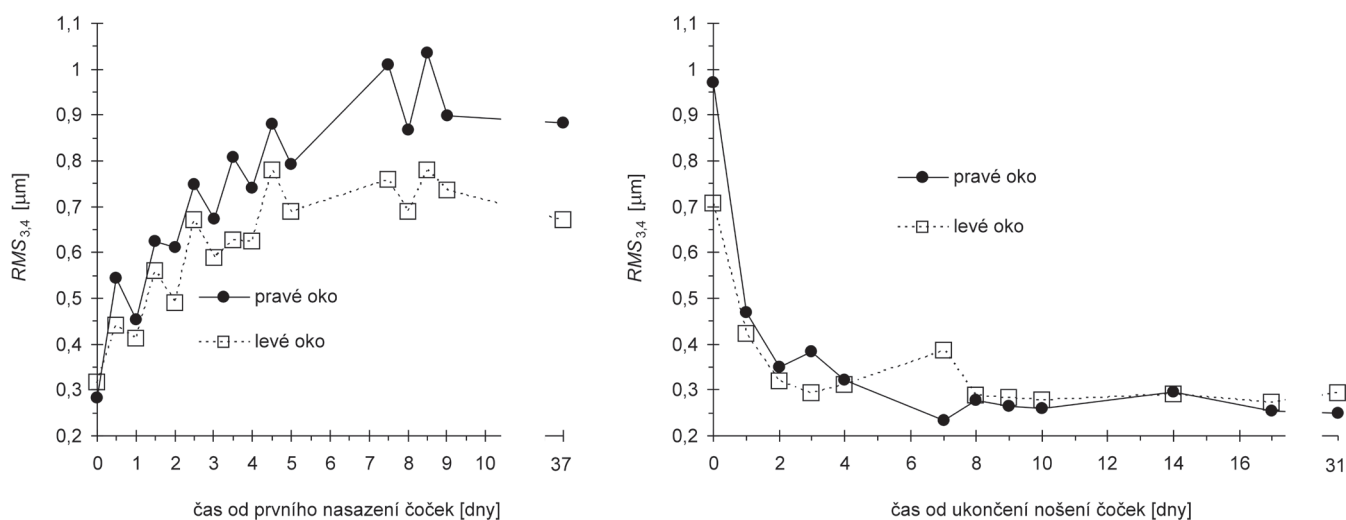 1,1
1
0,9
0,8
0,7
0,6
0,5
0,4
0,3
0,2
RMS3,4 [µm]
pravé oko
levé oko
0 1 2 3 4 5 6 7 8 9 10 37
čas od prvního nasazení čoček [dny]
1,1
1
0,9
0,8
0,7
0,6
0,5
0,4
0,3
0,2
RMS3,4 [µm]
pravé oko
levé oko
0 2 4 6 8 10 12 14 16 31
čas od ukončení nošení čoček [dny]